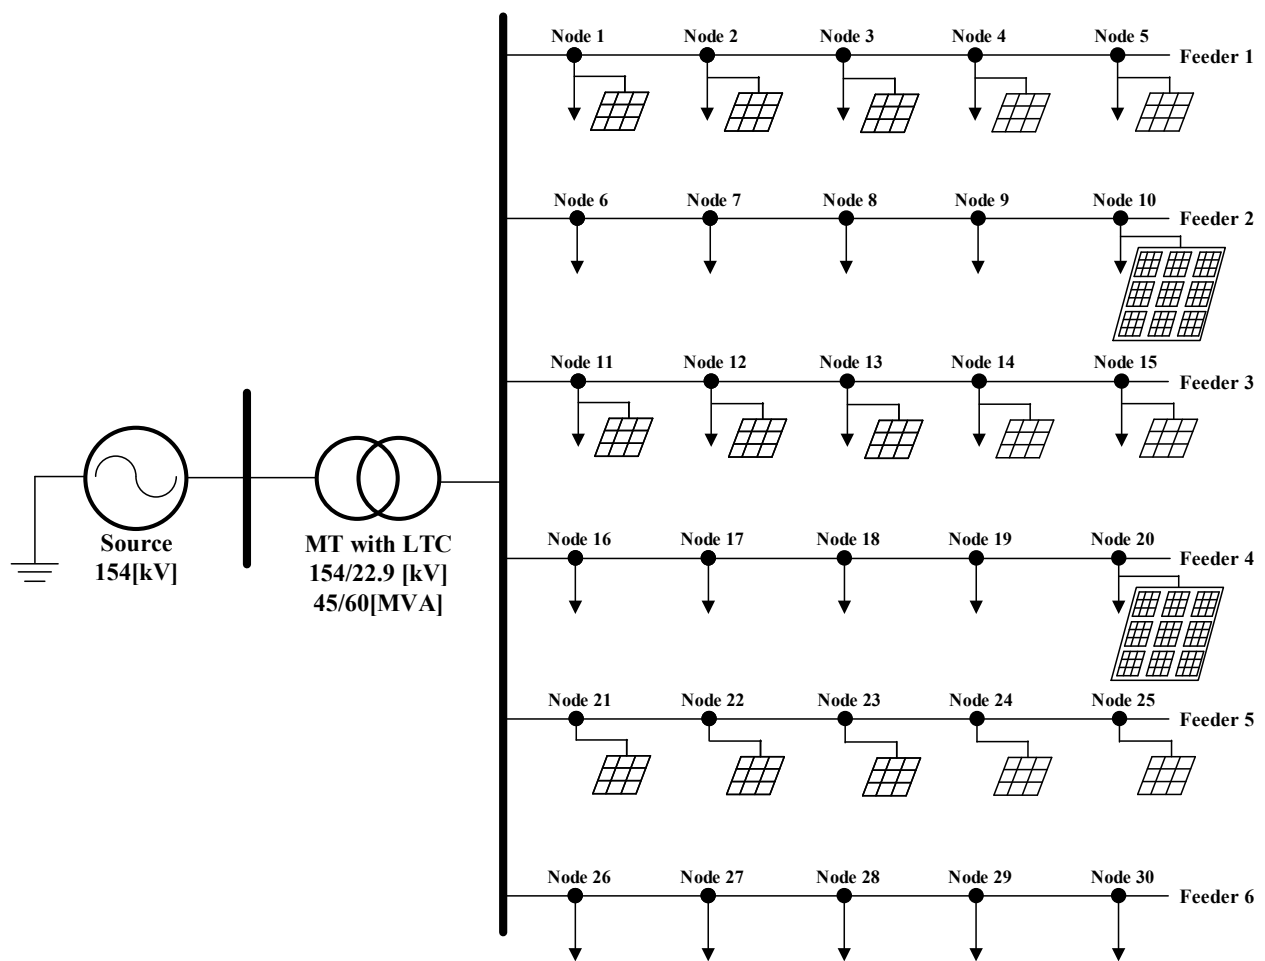 Node 1 Node 2 Node 3 Node 4 Node 5
Feeder 1
Node 6 Node 7 Node 8 Node 9 Node 10
Feeder 2
Node 11 Node 12 Node 13 Node 14 Node 15
Feeder 3
Source
154[kV]
MT with LTC
154/22.9 [kV]
45/60[MVA]
Node 16 Node 17 Node 18 Node 19 Node 20
Feeder 4
Node 21 Node 22 Node 23 Node 24 Node 25
Feeder 5
Node 26 Node 27 Node 28 Node 29 Node 30
Feeder 6